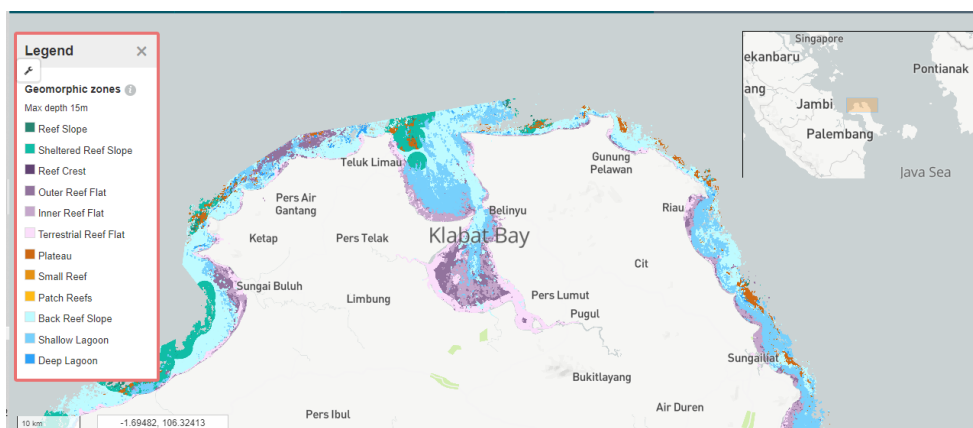 Legend
Geomorphic zones
Max depth 15m
Reef Slope
Sheltered Reef Slope
Reef Crest
Outer Reef Flat
Inner Reef Flat
Terrestrial Reef Flat
Plateau
Small Reef
Patch Reefs
Back Reef Slope
Shallow Lagoon
Deep Lagoon
10 km
-1.69482, 106.32413
Teluk Limau
Gunung
Pelawan
Pers Air
Gantang
Belinyu
Riau
Ketap
Pers Telak
Klabat Bay
Cit
Sungai Buluh
Limbung
Pers Lumut
Pugul
Sungailiat
Bukitlayang
Pers Ibul
Air Duren
Singapore
ekanbaru
Pontianak
ang
Jambi
Palembang
Java Sea